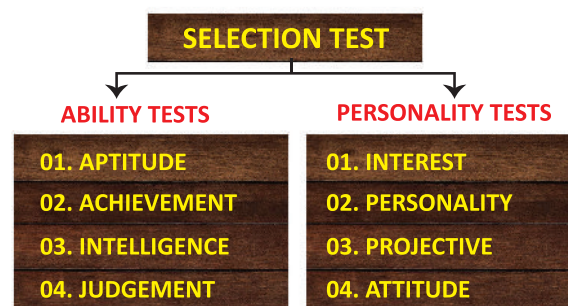 SELECTION TEST
ABILITY TESTS
01. APTITUDE
02. ACHIEVEMENT
03. INTELLIGENCE
04. JUDGEMENT
PERSONALITY TESTS
01. INTEREST
02. PERSONALITY
03. PROJECTIVE
04. ATTITUDE